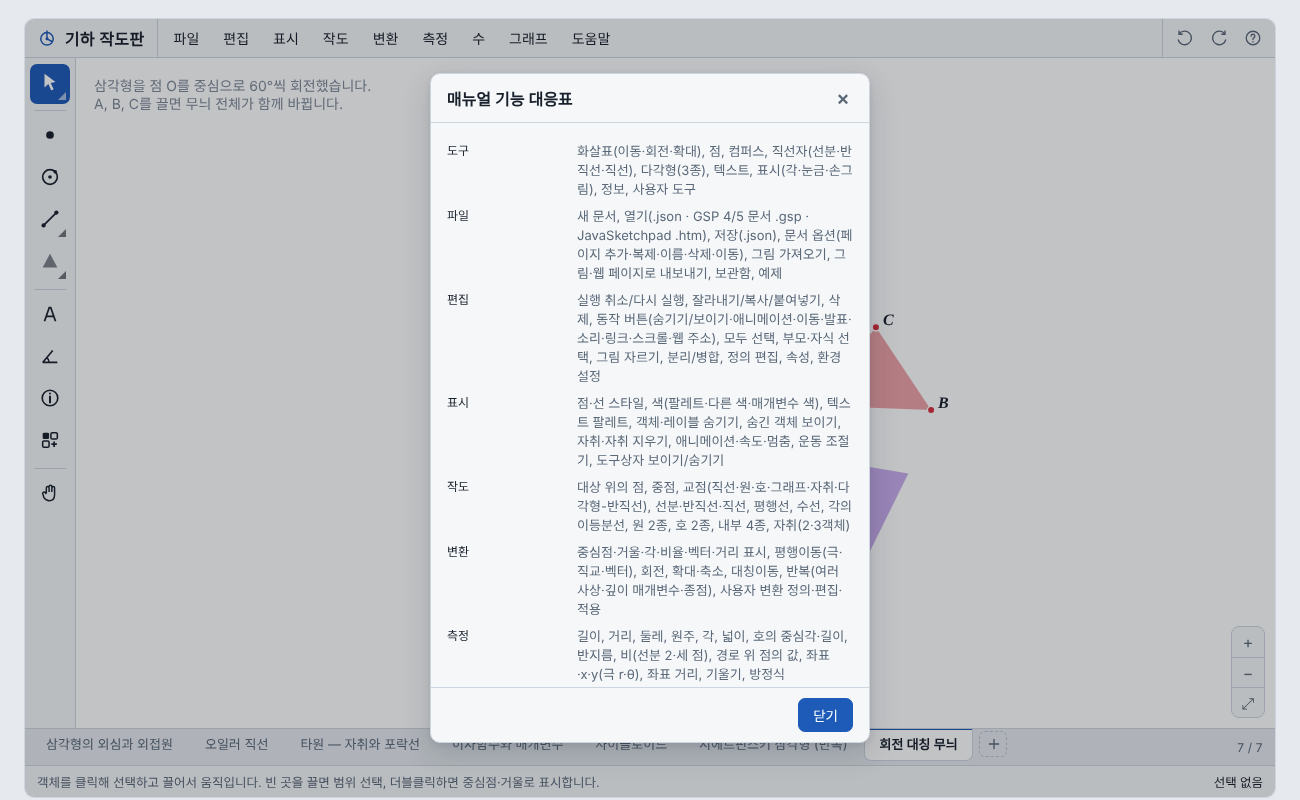 기하 작도판
파일 편집 표시 작도 변환 측정 수 그래프 도움말
삼각형을 점 O를 중심으로 60°씩 회전했습니다.
A, B, C를 끌면 무늬 전체가 함께 바뀝니다.
매뉴얼 기능 대응표
도구
화살표(이동·회전·확대), 점, 컴퍼스, 직선자(선분·반
직선·직선), 다각형(3종), 텍스트, 표시(각·눈금·손그
림), 정보, 사용자 도구
파일
새 문서, 열기(.json · GSP 4/5 문서 .gsp ·
JavaSketchpad .htm), 저장(.json), 문서 옵션(페
이지 추가·복제·이름·삭제·이동), 그림 가져오기, 그
림·웹 페이지로 내보내기, 보관함, 예제
편집
실행 취소/다시 실행, 잘라내기/복사/붙여넣기, 삭
제, 동작 버튼(숨기기/보이기·애니메이션·이동·발표·
소리·링크·스크롤·웹 주소), 모두 선택, 부모·자식 선
택, 그림 자르기, 분리/병합, 정의 편집, 속성, 환경
설정
표시
점·선 스타일, 색(팔레트·다른 색·매개변수 색), 텍스
트 팔레트, 객체·레이블 숨기기, 숨긴 객체 보이기,
자취·자취 지우기, 애니메이션·속도·멈춤, 운동 조절
기, 도구상자 보이기/숨기기
작도
대상 위의 점, 중점, 교점(직선·원·호·그래프·자취·다
각형-반직선), 선분·반직선·직선, 평행선, 수선, 각의
이등분선, 원 2종, 호 2종, 내부 4종, 자취(2·3객체)
변환
중심점·거울·각·비율·벡터·거리 표시, 평행이동(극·
직교·벡터), 회전, 확대·축소, 대칭이동, 반복(여러
사상·깊이 매개변수·종점), 사용자 변환 정의·편집·
적용
측정
길이, 거리, 둘레, 원주, 각, 넓이, 호의 중심각·길이,
반지름, 비(선분 2·세 점), 경로 위 점의 값, 좌표
·x·y(극 r·θ), 좌표 거리, 기울기, 방정식
닫기
C
B
A
삼각형의 외심과 외접원 오일러 직선 타원 — 자취와 포락선 이차함수와 매개변수 사이클로이드 시에르핀스키 삼각형 (반복) 회전 대칭 무늬 7 / 7
객체를 클릭해 선택하고 끌어서 움직입니다. 빈 곳을 끌면 범위 선택, 더블클릭하면 중심점·거울로 표시합니다. 선택 없음